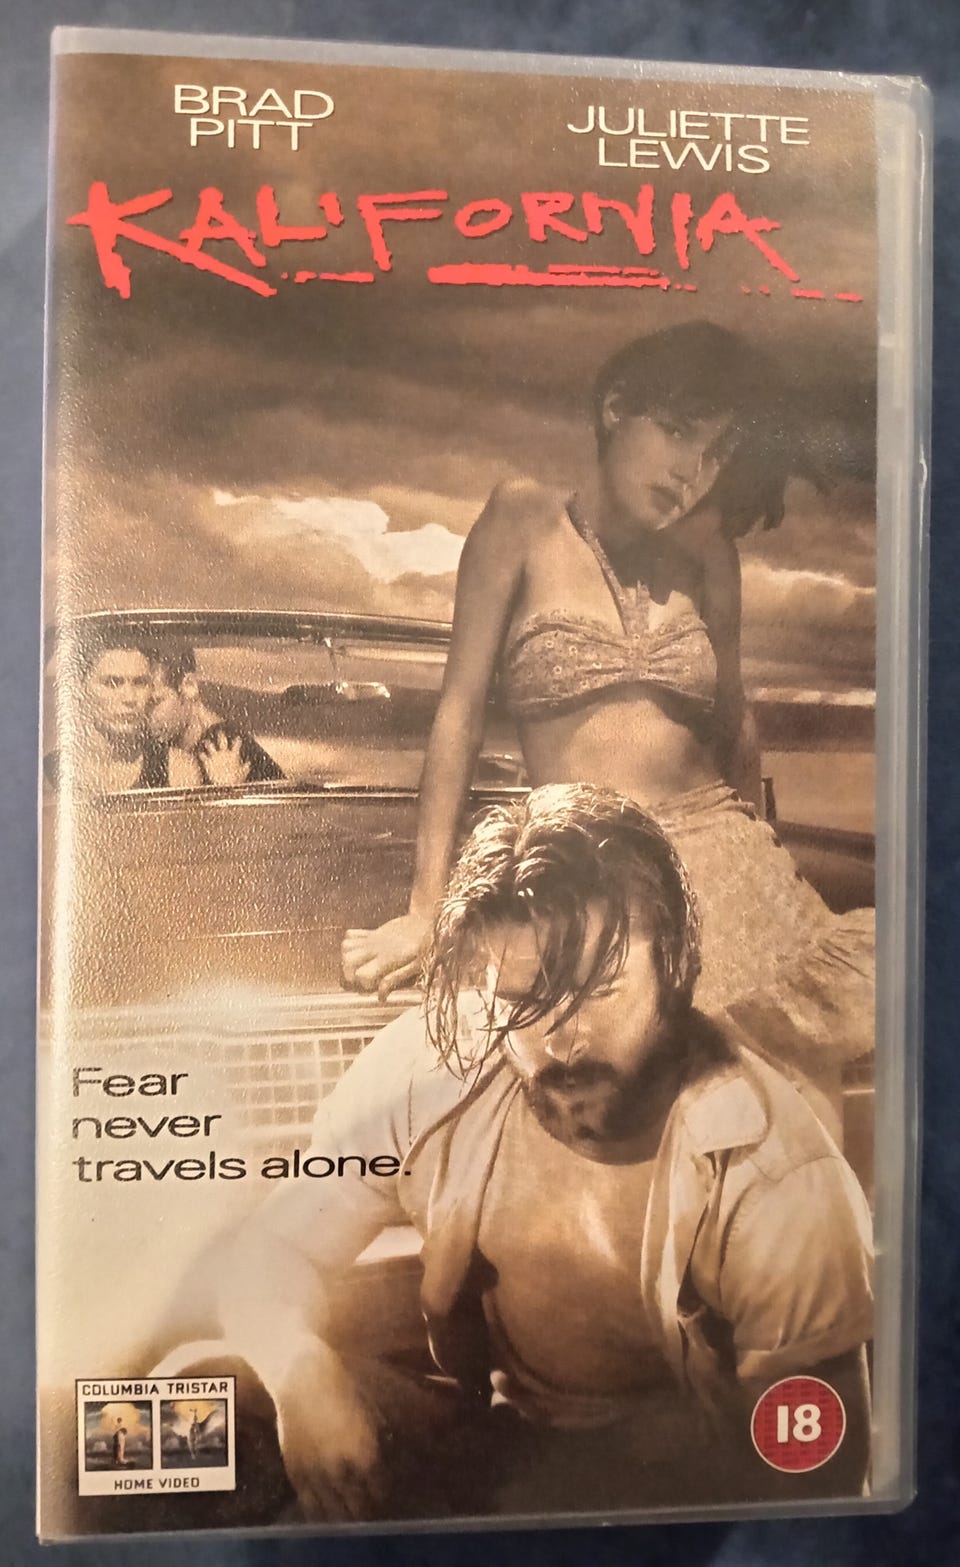 BRAD
PITT
JULIETTE
LEWIS
KALIFORNIA
Fear
never
travels alone.
COLUMBIA TRISTAR
HOME VIDEO
18